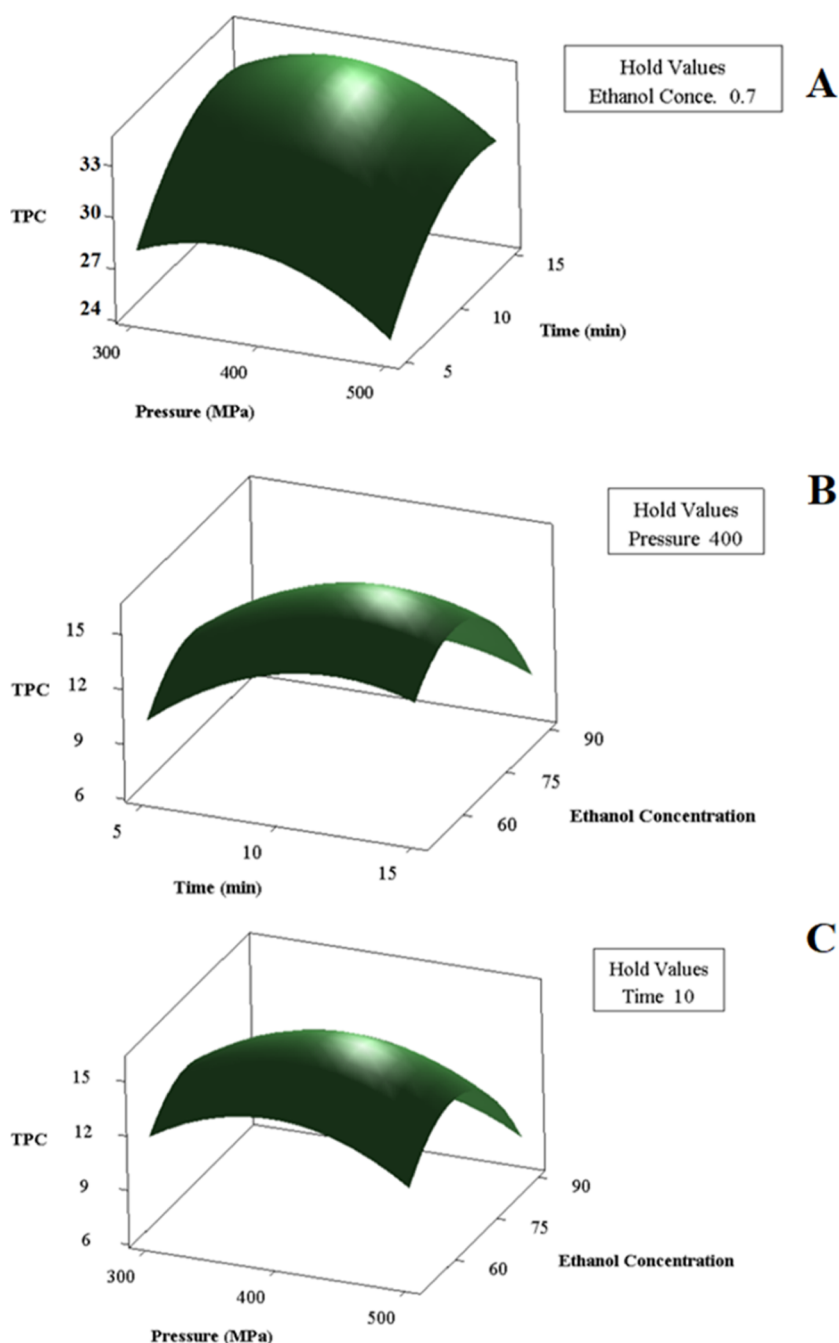 Hold Values
Ethanol Conce. 0.7
A
33
30
27
24
TPC
300
400
500
Pressure (MPa)
5
10
15
Time (min)
Hold Values
Pressure 400
B
15
12
9
6
TPC
5
10
15
Time (min)
60
75
90
Ethanol Concentration
Hold Values
Time 10
C
15
12
9
6
TPC
300
400
500
Pressure (MPa)
60
75
90
Ethanol Concentration